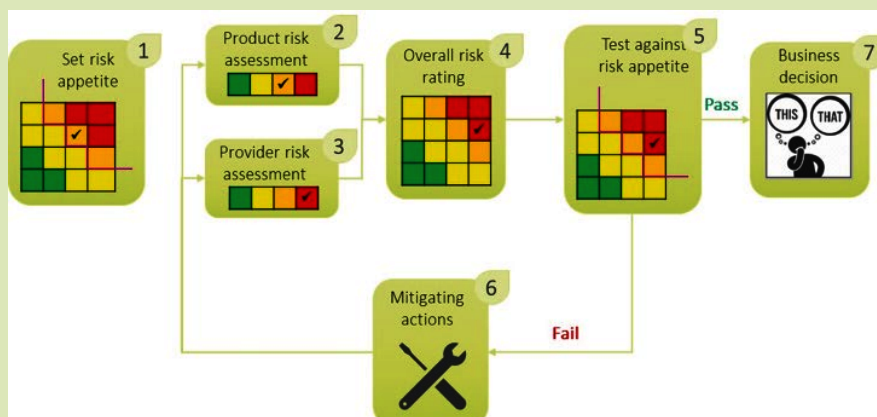 1
Set risk
appetite
2
Product risk
assessment
3
Provider risk
assessment
4
Overall risk
rating
5
Test against
risk appetite
Pass
7
Business
decision
THIS
THAT
6
Mitigating
actions
Fail